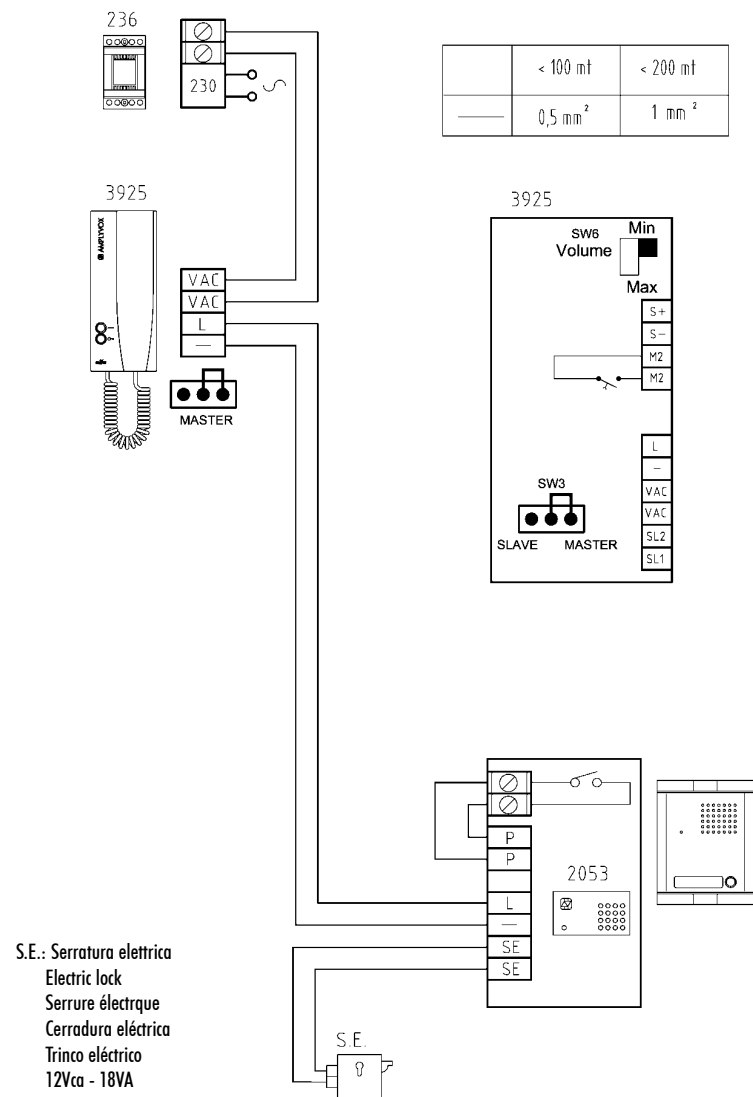 236
230
< 100 mt
< 200 mt
0,5 mm²
1 mm²
3925
AMPLYVOX
VAC
VAC
L
—
MASTER
3925
SW6
Volume
Min
Max
S+
S-
M2
M2
L
-
VAC
VAC
SL2
SL1
SW3
SLAVE
MASTER
P
P
L
—
SE
SE
2053
S.E.: Serratura elettrica
Electric lock
Serrure électrque
Cerradura eléctrica
Trinco eléctrico
12Vca - 18VA
S.E.